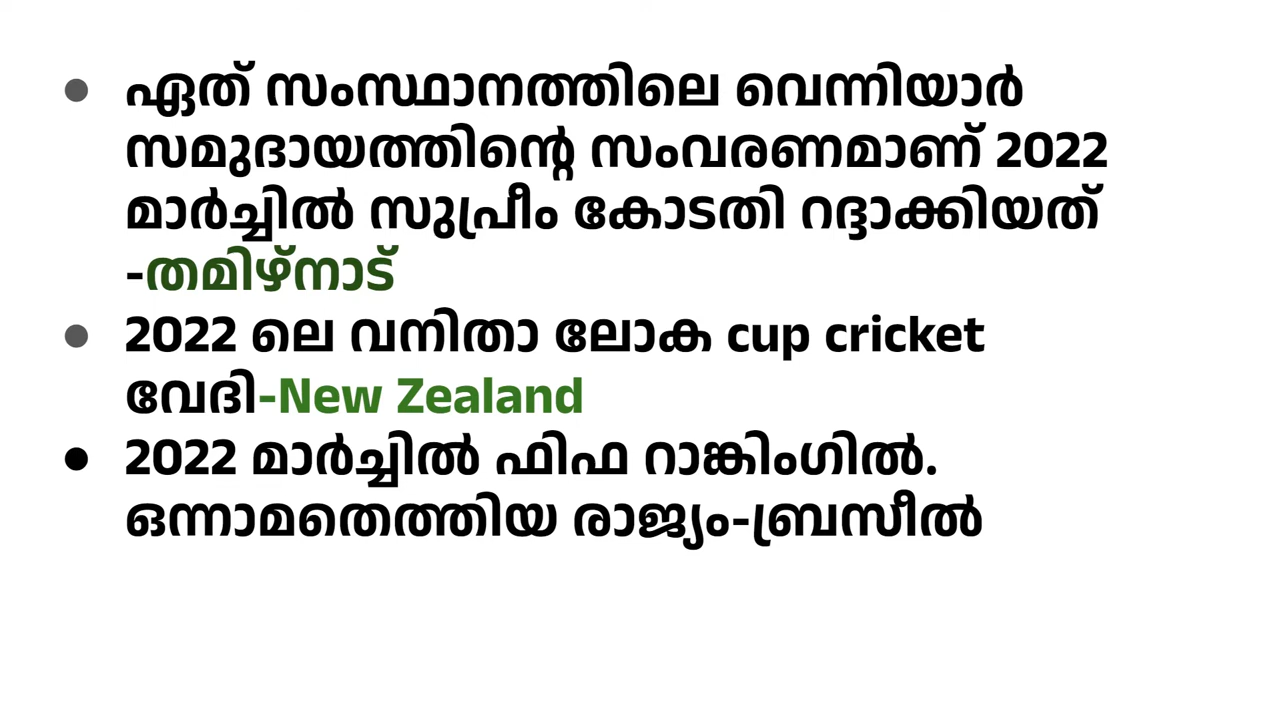 ● ഏത് സംസ്ഥാനത്തിലെ വെന്നിയാർ
സമുദായത്തിന്റെ സംവരണമാണ് 2022
മാർച്ചിൽ സുപ്രീം കോടതി റദ്ദാക്കിയത്
-തമിഴ്നാട്
● 2022 ലെ വനിതാ ലോക cup cricket
വേദി-New Zealand
● 2022 മാർച്ചിൽ ഫിഫ റാങ്കിംഗിൽ.
ഒന്നാമതെത്തിയ രാജ്യം-ബ്രസീൽ